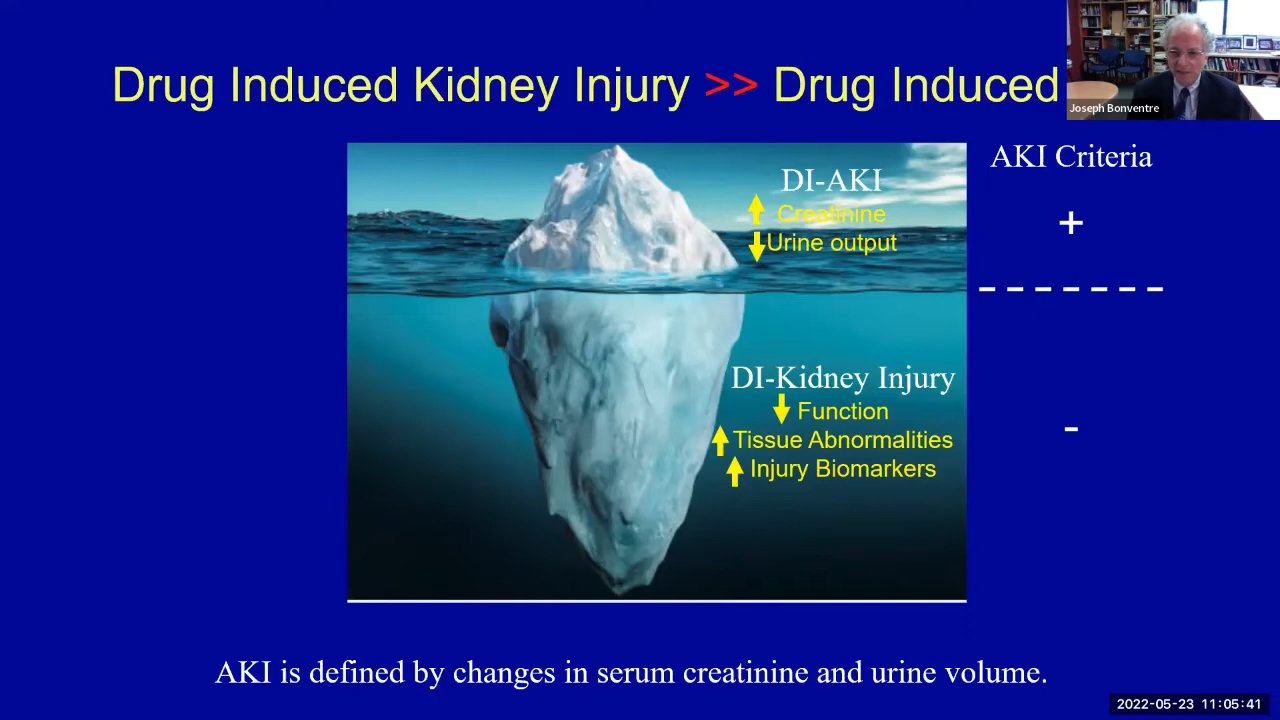 Drug Induced Kidney Injury >> Drug Induced
Joseph Bonventre
AKI Criteria
DI-AKI
Creatinine
Urine output
+
- - - - - - -
DI-Kidney Injury
Function
Tissue Abnormalities
Injury Biomarkers
-
AKI is defined by changes in serum creatinine and urine volume.
2022-05-23 11:05:41